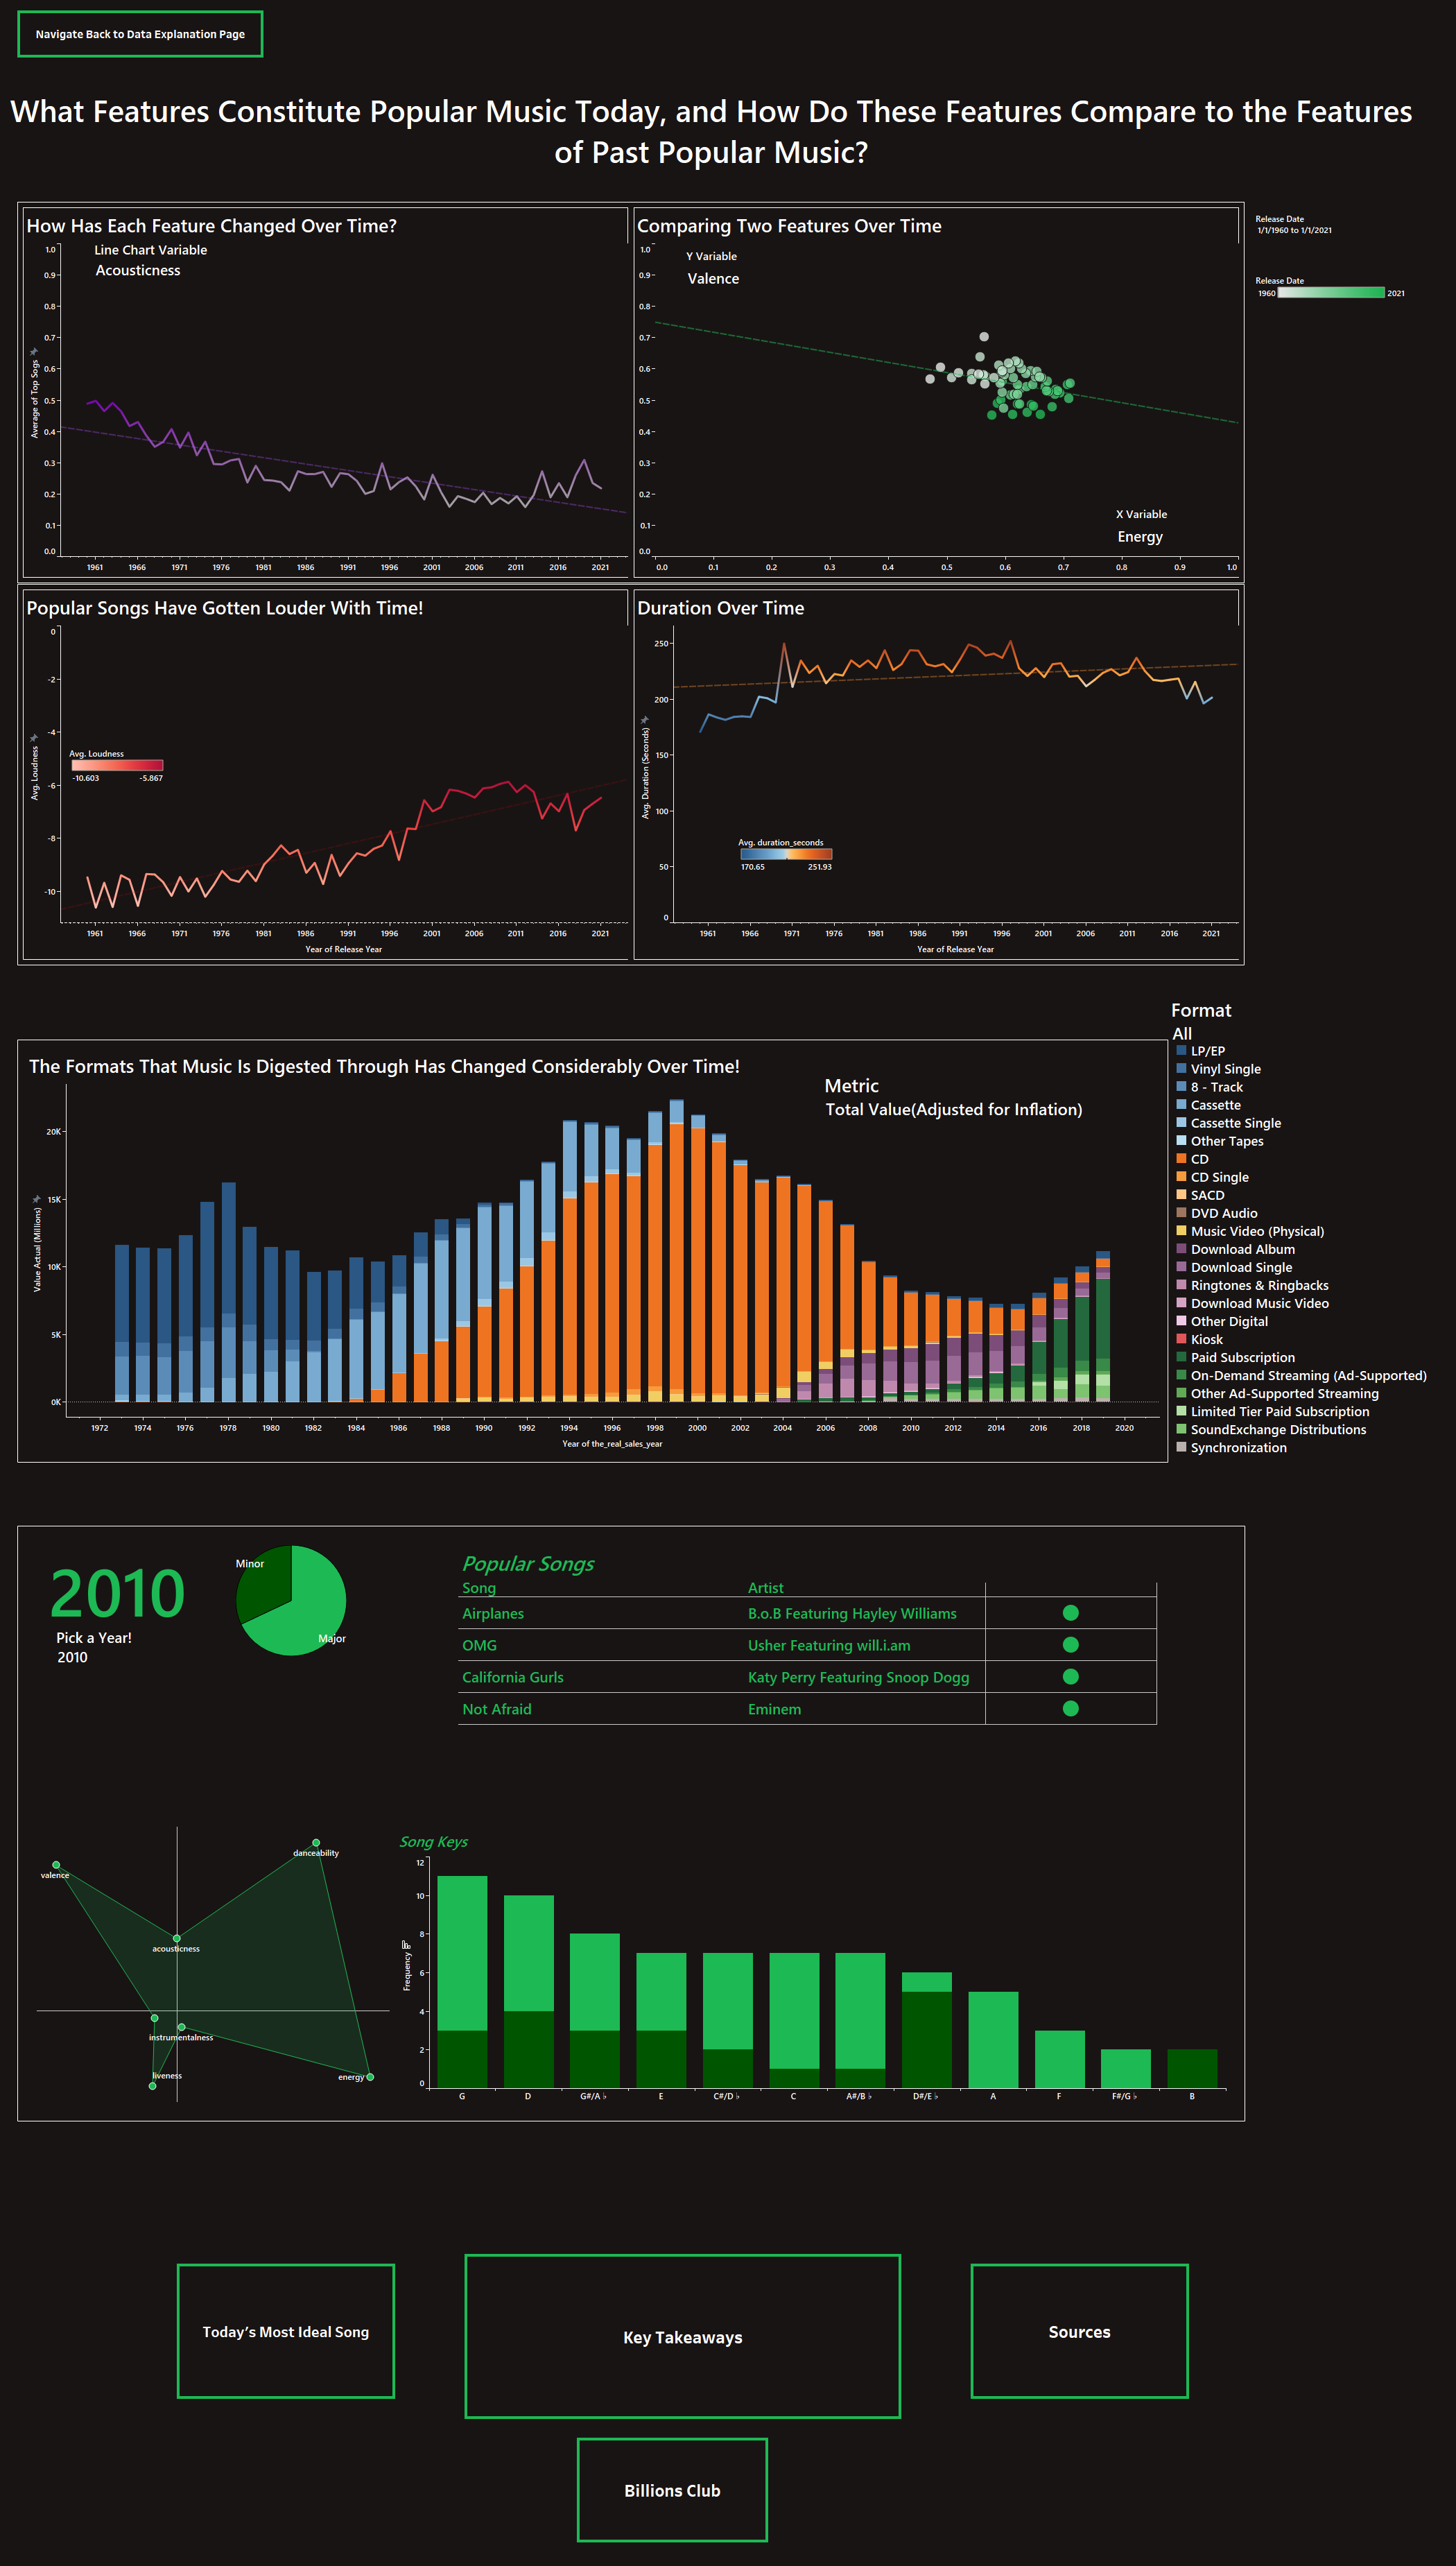 Navigate Back to Data Explanation Page
What Features Constitute Popular Music Today, and How Do These Features Compare to the Features
of Past Popular Music?
How Has Each Feature Changed Over Time?
Line Chart Variable
Acousticness
Average of Top Sogs
1.0
0.9
0.8
0.7
0.6
0.5
0.4
0.3
0.2
0.1
0.0
1961 1966 1971 1976 1981 1986 1991 1996 2001 2006 2011 2016 2021
Comparing Two Features Over Time
Y Variable
Valence
1.0
0.9
0.8
0.7
0.6
0.5
0.4
0.3
0.2
0.1
0.0
X Variable
Energy
0.0 0.1 0.2 0.3 0.4 0.5 0.6 0.7 0.8 0.9 1.0
Release Date
1/1/1960 to 1/1/2021
Release Date
1960 2021
Popular Songs Have Gotten Louder With Time!
Avg. Loudness
0
-2
-4
-6
-8
-10
Avg. Loudness
-10.603 -5.867
1961 1966 1971 1976 1981 1986 1991 1996 2001 2006 2011 2016 2021
Year of Release Year
Duration Over Time
Avg. Duration (Seconds)
250
200
150
100
50
0
Avg. duration_seconds
170.65 251.93
1961 1966 1971 1976 1981 1986 1991 1996 2001 2006 2011 2016 2021
Year of Release Year
The Formats That Music Is Digested Through Has Changed Considerably Over Time!
Metric
Total Value(Adjusted for Inflation)
Value Actual (Millions)
20K
15K
10K
5K
0K
1972 1974 1976 1978 1980 1982 1984 1986 1988 1990 1992 1994 1996 1998 2000 2002 2004 2006 2008 2010 2012 2014 2016 2018 2020
Year of the_real_sales_year
Format
All
LP/EP
Vinyl Single
8 - Track
Cassette
Cassette Single
Other Tapes
CD
CD Single
SACD
DVD Audio
Music Video (Physical)
Download Album
Download Single
Ringtones & Ringbacks
Download Music Video
Other Digital
Kiosk
Paid Subscription
On-Demand Streaming (Ad-Supported)
Other Ad-Supported Streaming
Limited Tier Paid Subscription
SoundExchange Distributions
Synchronization
2010
Pick a Year!
2010
Minor
Major
Popular Songs
Song Artist
Airplanes B.o.B Featuring Hayley Williams
OMG Usher Featuring will.i.am
California Gurls Katy Perry Featuring Snoop Dogg
Not Afraid Eminem
danceability
valence
acousticness
instrumentalness
liveness
energy
Song Keys
Frequency
12
10
8
6
4
2
0
G D G#/A♭ E C#/D♭ C A#/B♭ D#/E♭ A F F#/G♭ B
Today's Most Ideal Song
Key Takeaways
Sources
Billions Club